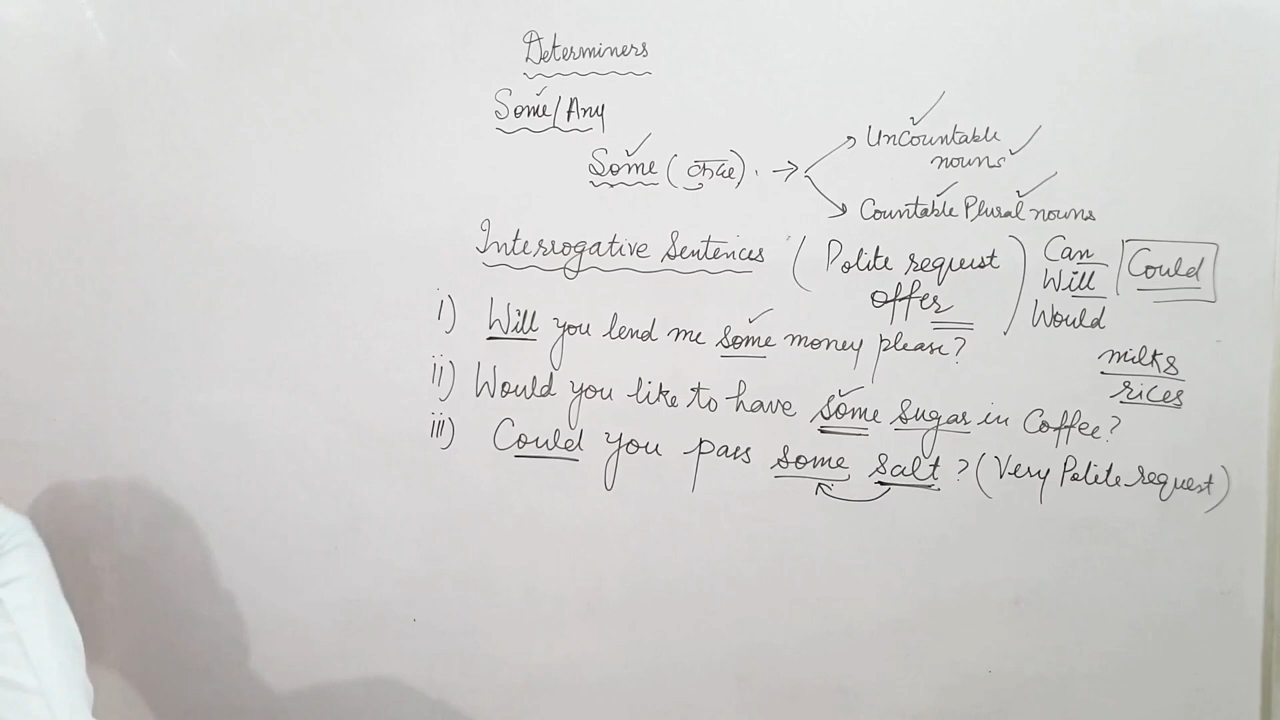 Determiners
Some/Any
Some ( कुछ ). → Uncountable
nouns
Countable Plural nouns
Interrogative Sentences ( Polite request ) Can
offer Will Could
Would
i) Will you lend me some money please?
milks
rices
ii) Would you like to have some sugar in Coffee?
iii) Could you pass some salt ? (Very Polite request)